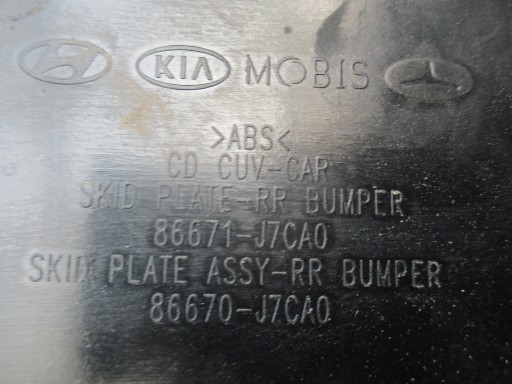 KIA MOBIS
>ABS<
CD CUV-CAR
SKID PLATE-RR BUMPER
86671-J7CA0
SKID PLATE ASSY-RR BUMPER
86670-J7CA0